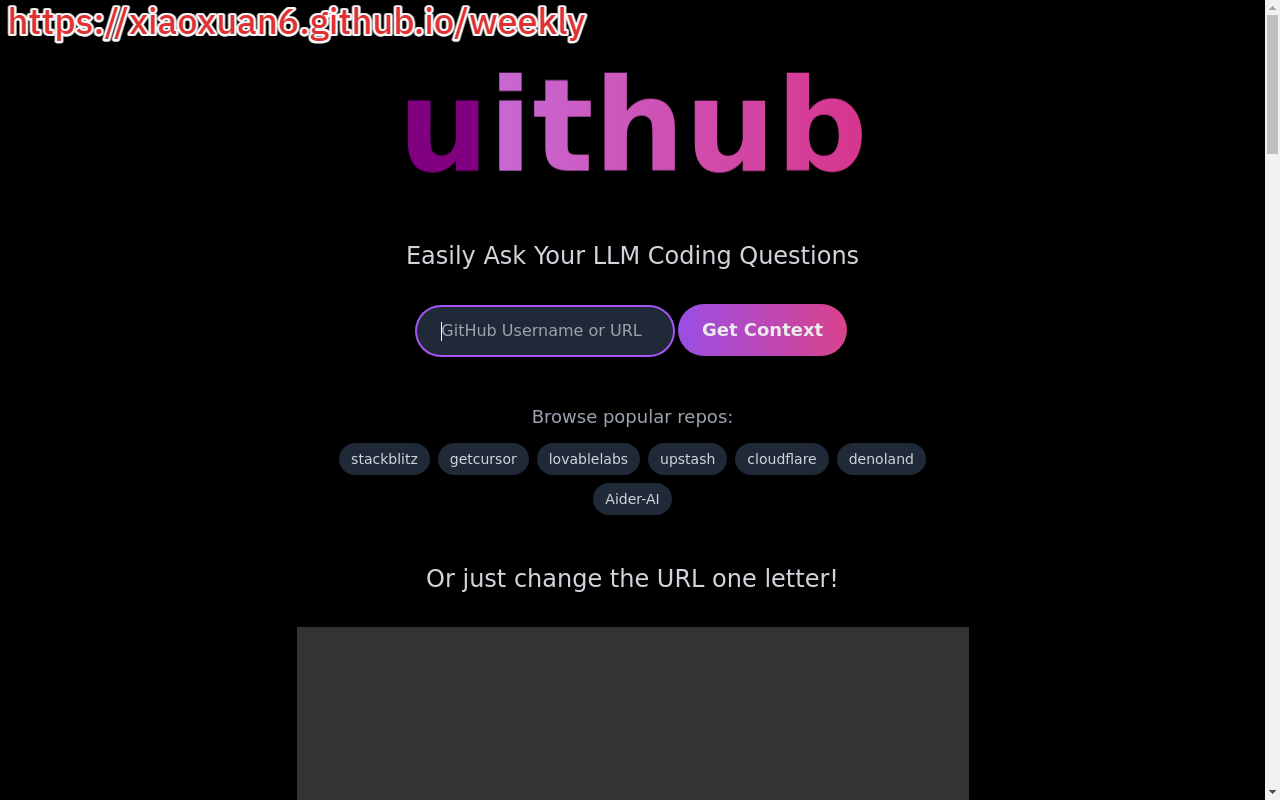 https://xiaoxuan6.github.io/weekly
uithub
Easily Ask Your LLM Coding Questions
GitHub Username or URL
Get Context
Browse popular repos:
stackblitz getcursor lovablelabs upstash cloudflare denoland
Aider-AI
Or just change the URL one letter!